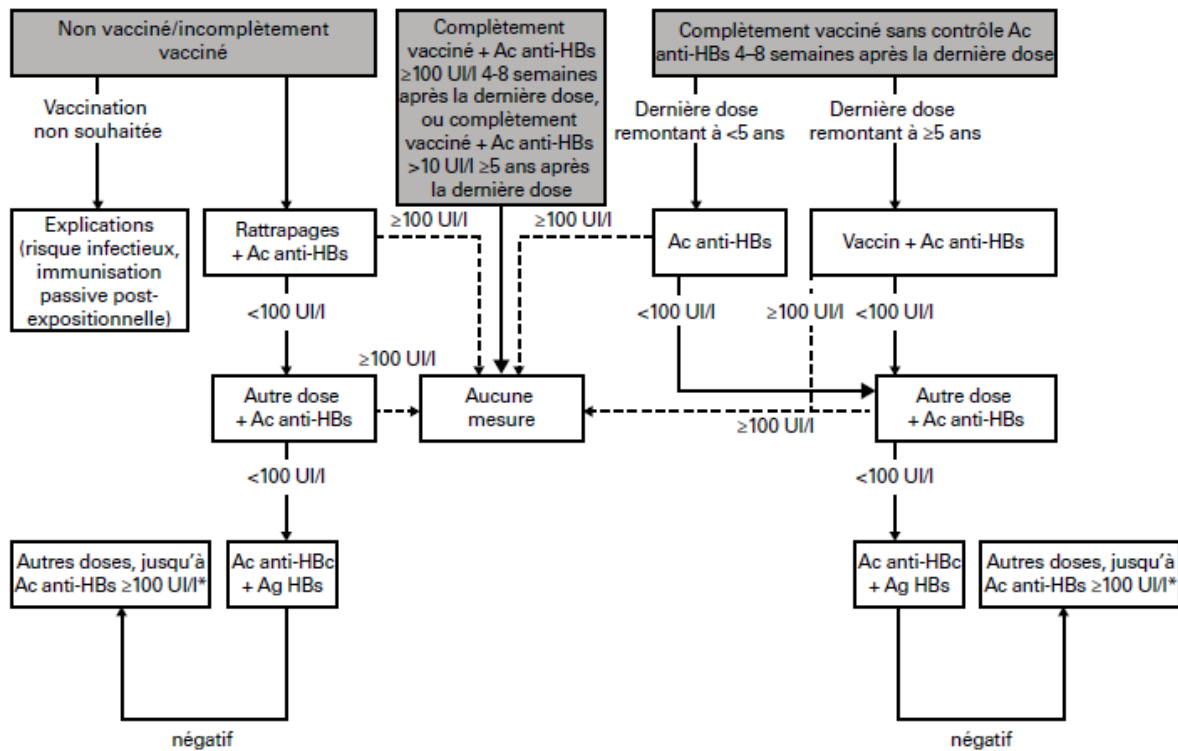 Non vacciné/incomplètement
vacciné
Complètement
vacciné + Ac anti-HBs
≥100 UI/l 4-8 semaines
après la dernière dose,
ou complètement
vacciné + Ac anti-HBs
>10 UI/l ≥5 ans après
la dernière dose
Complètement vacciné sans contrôle Ac
anti-HBs 4–8 semaines après la dernière dose
Vaccination
non souhaitée
Dernière dose
remontant à <5 ans
Dernière dose
remontant à ≥5 ans
Explications
(risque infectieux,
immunisation
passive post-
expositionnelle)
Rattrapages
+ Ac anti-HBs
≥100 UI/l
≥100 UI/l
Ac anti-HBs
Vaccin + Ac anti-HBs
<100 UI/l
<100 UI/l
≥100 UI/l
<100 UI/l
≥100 UI/l
Autre dose
+ Ac anti-HBs
Aucune
mesure
≥100 UI/l
Autre dose
+ Ac anti-HBs
<100 UI/l
<100 UI/l
Autres doses, jusqu’à
Ac anti-HBs ≥100 UI/l*
Ac anti-HBc
+ Ag HBs
Ac anti-HBc
+ Ag HBs
Autres doses, jusqu’à
Ac anti-HBs ≥100 UI/l*
négatif
négatif